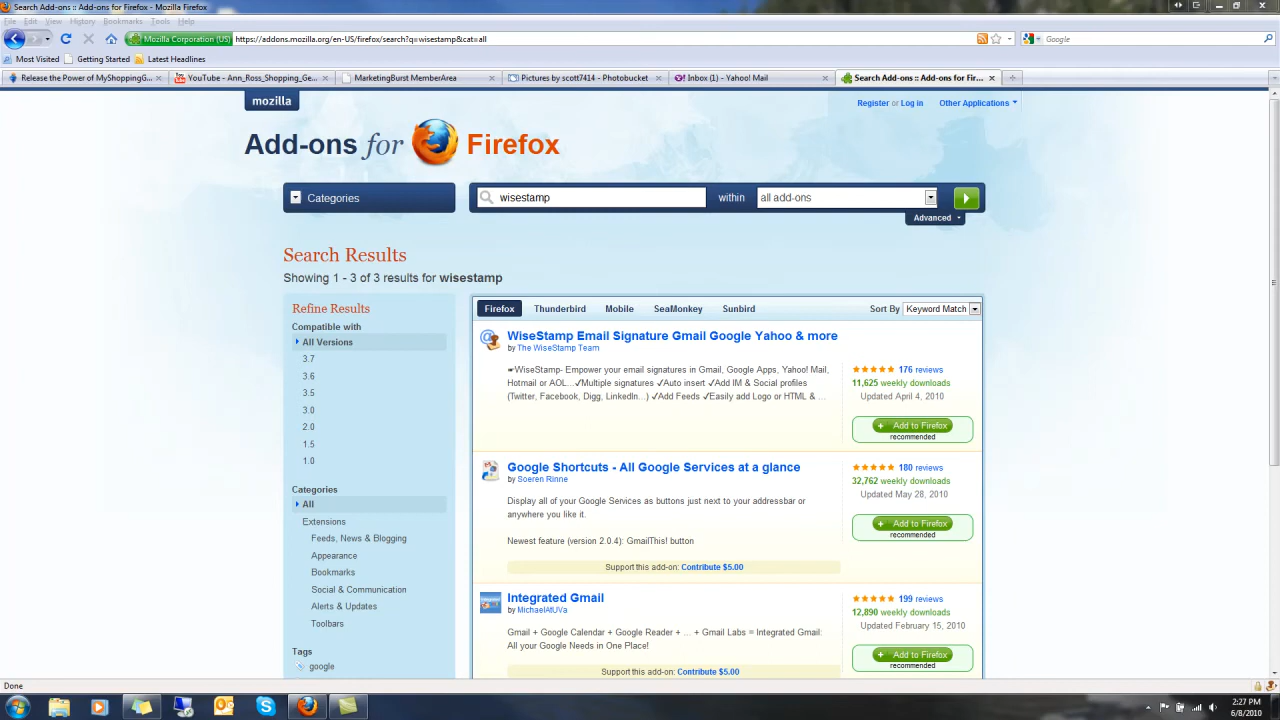 Search Add-ons :: Add-ons for Firefox - Mozilla Firefox
File Edit View History Bookmarks Tools Help
Mozilla Corporation (US) https://addons.mozilla.org/en-US/firefox/search?q=wisestamp&cat=all Google
Most Visited Getting Started Latest Headlines
Release the Power of MyShoppingG... YouTube - Ann_Ross_Shopping_Ge... MarketingBurst MemberArea Pictures by scott7414 - Photobucket Inbox (1) - Yahoo! Mail Search Add-ons :: Add-ons for Fir...
mozilla
Register or Log in Other Applications
Add-ons for Firefox
Categories wisestamp within all add-ons
Advanced
Search Results
Showing 1 - 3 of 3 results for wisestamp
Refine Results
Compatible with
All Versions
3.7
3.6
3.5
3.0
2.0
1.5
1.0
Categories
All
Extensions
Feeds, News & Blogging
Appearance
Bookmarks
Social & Communication
Alerts & Updates
Toolbars
Tags
google
Firefox Thunderbird Mobile SeaMonkey Sunbird Sort By Keyword Match
WiseStamp Email Signature Gmail Google Yahoo & more
by The WiseStamp Team
☛WiseStamp- Empower your email signatures in Gmail, Google Apps, Yahoo! Mail,
Hotmail or AOL...✓Multiple signatures ✓Auto insert ✓Add IM & Social profiles
(Twitter, Facebook, Digg, LinkedIn...) ✓Add Feeds ✓Easily add Logo or HTML & ...
176 reviews
11,625 weekly downloads
Updated April 4, 2010
Add to Firefox
recommended
Google Shortcuts - All Google Services at a glance
by Soeren Rinne
Display all of your Google Services as buttons just next to your addressbar or
anywhere you like it.
Newest feature (version 2.0.4): GmailThis! button
Support this add-on: Contribute $5.00
180 reviews
32,762 weekly downloads
Updated May 28, 2010
Add to Firefox
recommended
Integrated Gmail
by MichaelAtUVa
Gmail + Google Calendar + Google Reader + ... + Gmail Labs = Integrated Gmail:
All your Google Needs in One Place!
Support this add-on: Contribute $5.00
199 reviews
12,890 weekly downloads
Updated February 15, 2010
Add to Firefox
recommended
Done
2:27 PM
6/8/2010